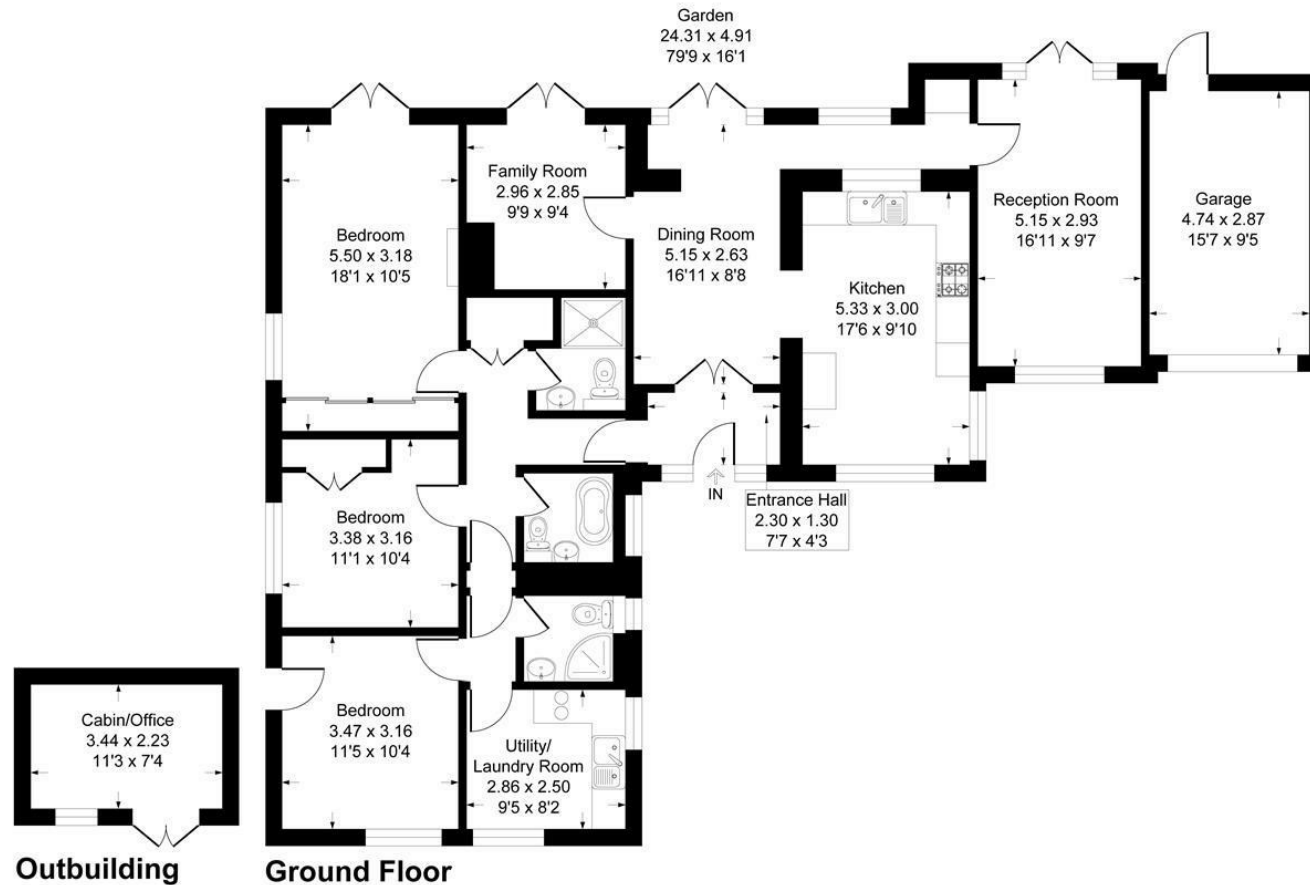 Garden
24.31 x 4.91
79'9 x 16'1
Family Room
2.96 x 2.85
9'9 x 9'4
Bedroom
5.50 x 3.18
18'1 x 10'5
Dining Room
5.15 x 2.63
16'11 x 8'8
Kitchen
5.33 x 3.00
17'6 x 9'10
Reception Room
5.15 x 2.93
16'11 x 9'7
Garage
4.74 x 2.87
15'7 x 9'5
IN
Entrance Hall
2.30 x 1.30
7'7 x 4'3
Bedroom
3.38 x 3.16
11'1 x 10'4
Bedroom
3.47 x 3.16
11'5 x 10'4
Utility/
Laundry Room
2.86 x 2.50
9'5 x 8'2
Cabin/Office
3.44 x 2.23
11'3 x 7'4
Outbuilding
Ground Floor